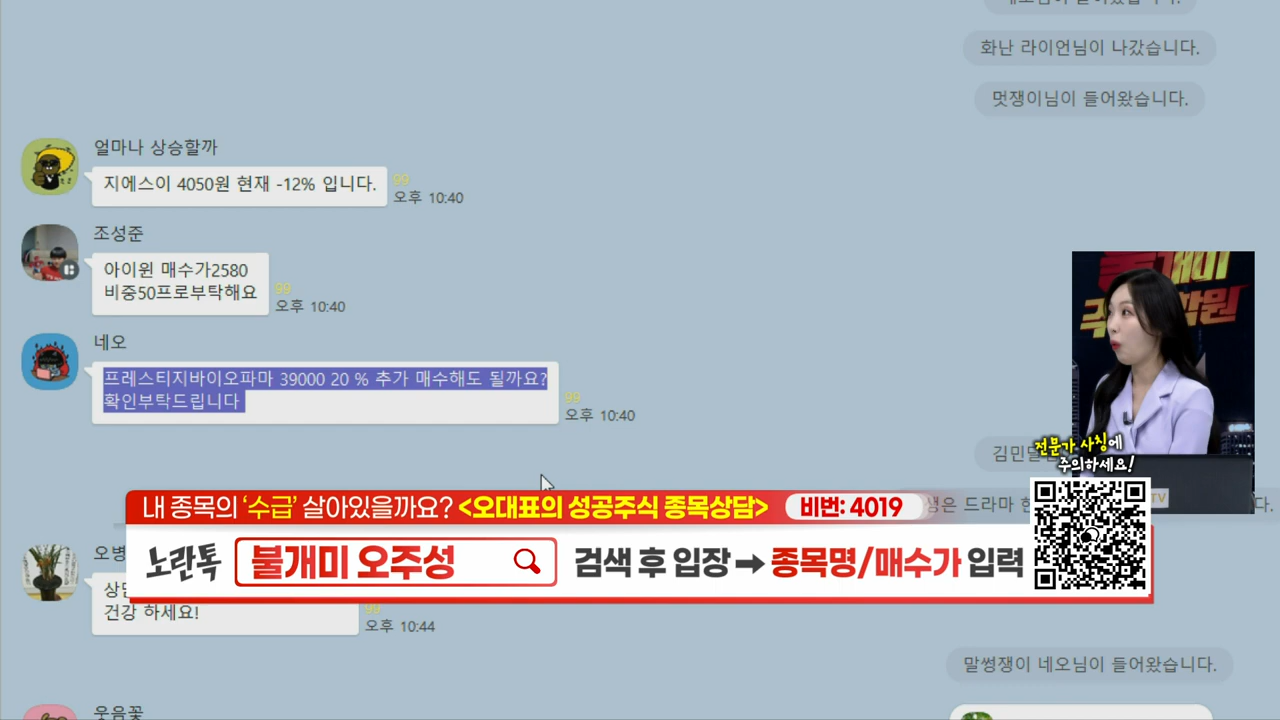 화난 라이언님이 나갔습니다.
멋쟁이님이 들어왔습니다.
얼마나 상승할까
지에스이 4050원 현재 -12% 입니다.
99
오후 10:40
조성준
아이윈 매수가2580
비중50프로부탁해요
99
오후 10:40
네오
프레스티지바이오파마 39000 20 % 추가 매수해도 될까요?
확인부탁드립니다
99
오후 10:40
전문가 사칭에
주의하세요!
내 종목의 '수급' 살아있을까요? <오대표의 성공주식 종목상담>
비번: 4019
노란톡
불개미 오주성
검색 후 입장 → 종목명/매수가 입력
TV
건강 하세요!
99
오후 10:44
말썽쟁이 네오님이 들어왔습니다.
웃음꽃